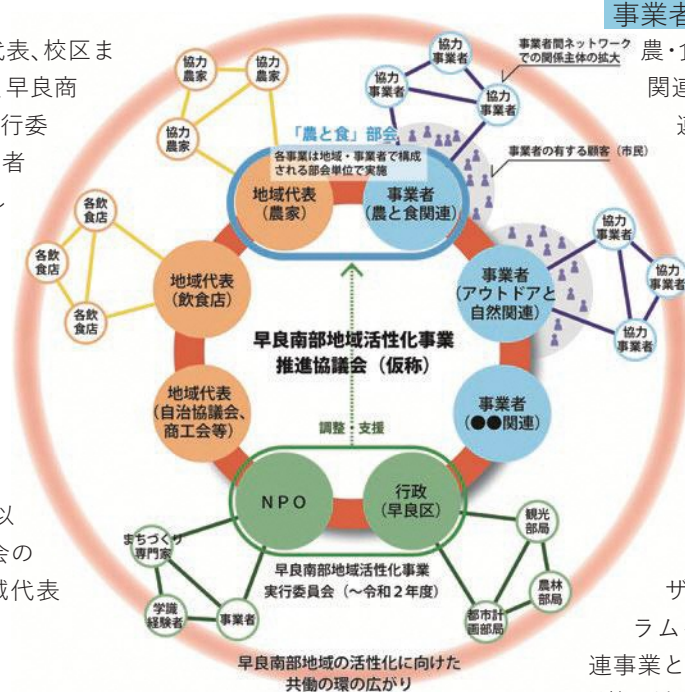 事業者
代表、校区ま
早良商
行委
者
農・食
関連
協力
農家
協力
農家
協力
農家
協力
事業者
協力
事業者
協力
事業者
事業者間ネットワーク
での関係主体の拡大
事業者の有する顧客（市民）
「農と食」部会
各事業は地域・事業者で構成
される部会単位で実施
地域代表
（農家）
事業者
（農と食関連）
各飲
食店
各飲
食店
各飲
食店
地域代表
（飲食店）
事業者
（アウトドアと
自然関連）
協力
事業者
協力
事業者
協力
事業者
早良南部地域活性化事業
推進協議会（仮称）
地域代表
（自治協議会、
商工会等）
事業者
（●●関連）
調整・支援
NPO
行政
（早良区）
早良南部地域活性化事業
実行委員会（～令和２年度）
まちづくり
専門家
学識
経験者
事業者
観光
部局
農林
部局
都市計
画部局
早良南部地域の活性化に向けた
共働の環の広がり
以
会の
域代表
ザ
ラム
連事業と